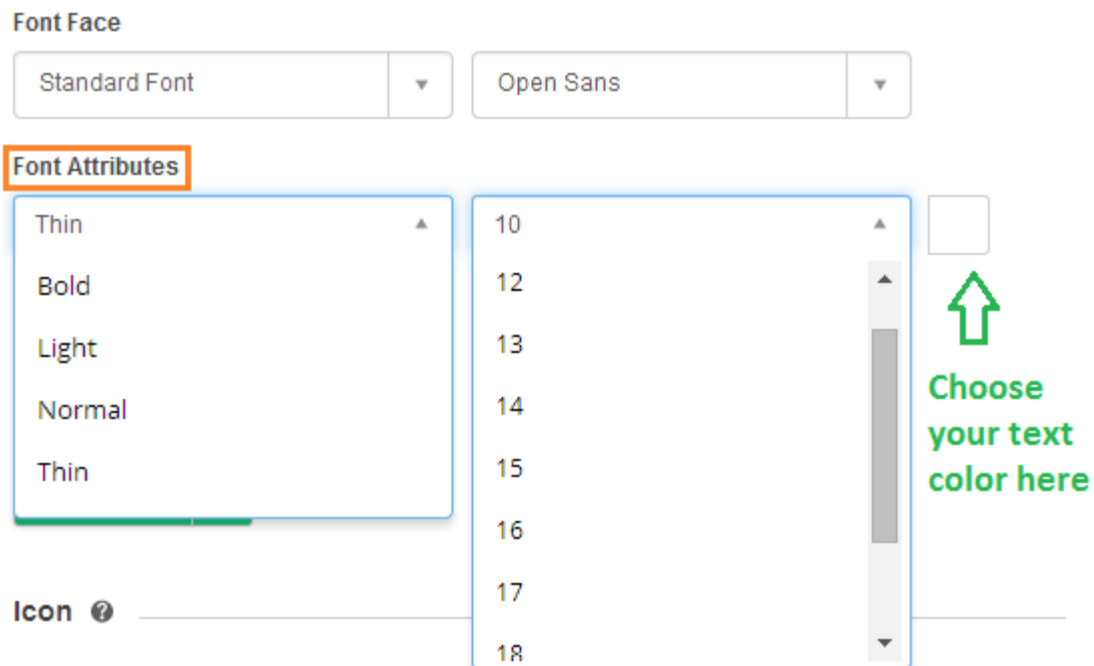 Font Face
Standard Font
Open Sans
Font Attributes
Thin
10
Bold
12
Light
13
Normal
14
Thin
15
16
17
18
Choose
your text
color here
Icon ?